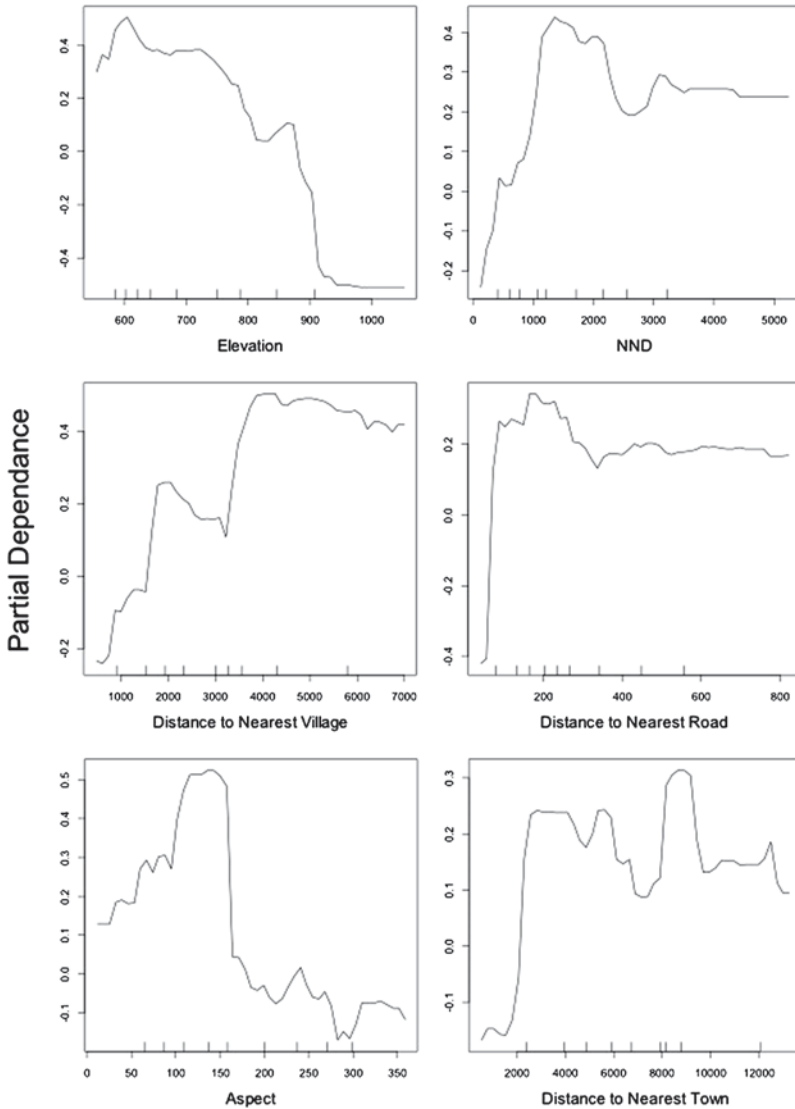 Partial Dependance
0.4
0.2
0.0
-0.2
-0.4
600 700 800 900 1000
Elevation
0.4
0.3
0.2
0.1
0.0
-0.1
-0.2
0 1000 2000 3000 4000 5000
NND
0.4
0.2
0.0
-0.2
1000 2000 3000 4000 5000 6000 7000
Distance to Nearest Village
0.2
0.0
-0.2
-0.4
0 200 400 600 800
Distance to Nearest Road
0.5
0.4
0.3
0.2
0.1
0.0
-0.1
0 50 100 150 200 250 300 350
Aspect
0.3
0.2
0.1
0.0
-0.1
2000 4000 6000 8000 10000 12000
Distance to Nearest Town